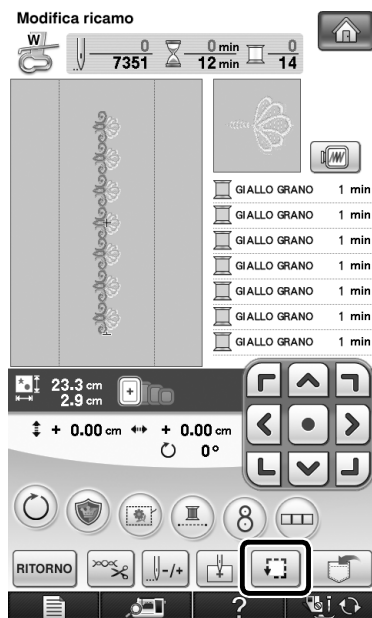 Modifica ricamo
W
0 0 min 0
7351 12 min 14
GIALLO GRANO 1 min
GIALLO GRANO 1 min
GIALLO GRANO 1 min
GIALLO GRANO 1 min
GIALLO GRANO 1 min
GIALLO GRANO 1 min
GIALLO GRANO 1 min
23.3 cm
2.9 cm
+ 0.00 cm + 0.00 cm
0°
8
RITORNO -/+
?